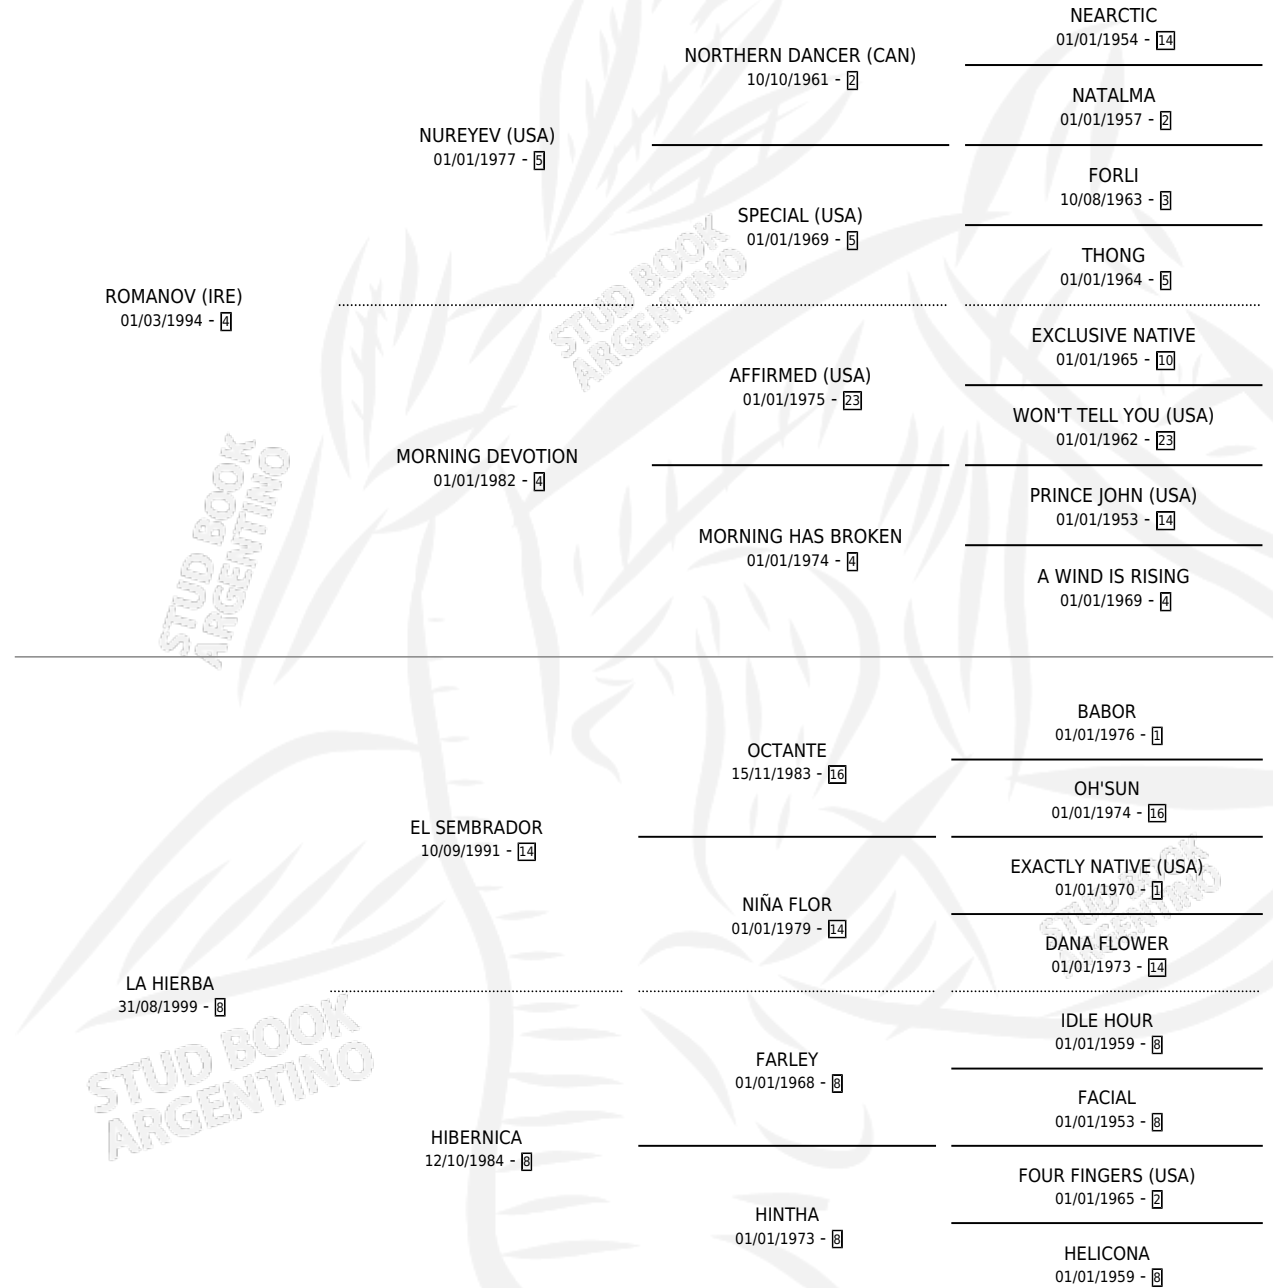 NEARCTIC
01/01/1954 - 14
NORTHERN DANCER (CAN)
10/10/1961 - 2
NATALMA
01/01/1957 - 2
NUREYEV (USA)
01/01/1977 - 5
FORLI
10/08/1963 - 3
SPECIAL (USA)
01/01/1969 - 5
THONG
01/01/1964 - 5
ROMANOV (IRE)
01/03/1994 - 4
EXCLUSIVE NATIVE
01/01/1965 - 10
AFFIRMED (USA)
01/01/1975 - 23
WON'T TELL YOU (USA)
01/01/1962 - 23
MORNING DEVOTION
01/01/1982 - 4
PRINCE JOHN (USA)
01/01/1953 - 14
MORNING HAS BROKEN
01/01/1974 - 4
A WIND IS RISING
01/01/1969 - 4
BABOR
01/01/1976 - 1
OCTANTE
15/11/1983 - 16
OH'SUN
01/01/1974 - 16
EL SEMBRADOR
10/09/1991 - 14
EXACTLY NATIVE (USA)
01/01/1970 - 1
NIÑA FLOR
01/01/1979 - 14
DANA FLOWER
01/01/1973 - 14
LA HIERBA
31/08/1999 - 8
IDLE HOUR
01/01/1959 - 8
FARLEY
01/01/1968 - 8
FACIAL
01/01/1953 - 8
HIBERNICA
12/10/1984 - 8
FOUR FINGERS (USA)
01/01/1965 - 2
HINTHA
01/01/1973 - 8
HELICONA
01/01/1959 - 8
STUD BOOK
ARGENTINO
STUD BOOK
ARGENTINO
STUD BOOK
ARGENTINO
STUD BOOK
ARGENTINO